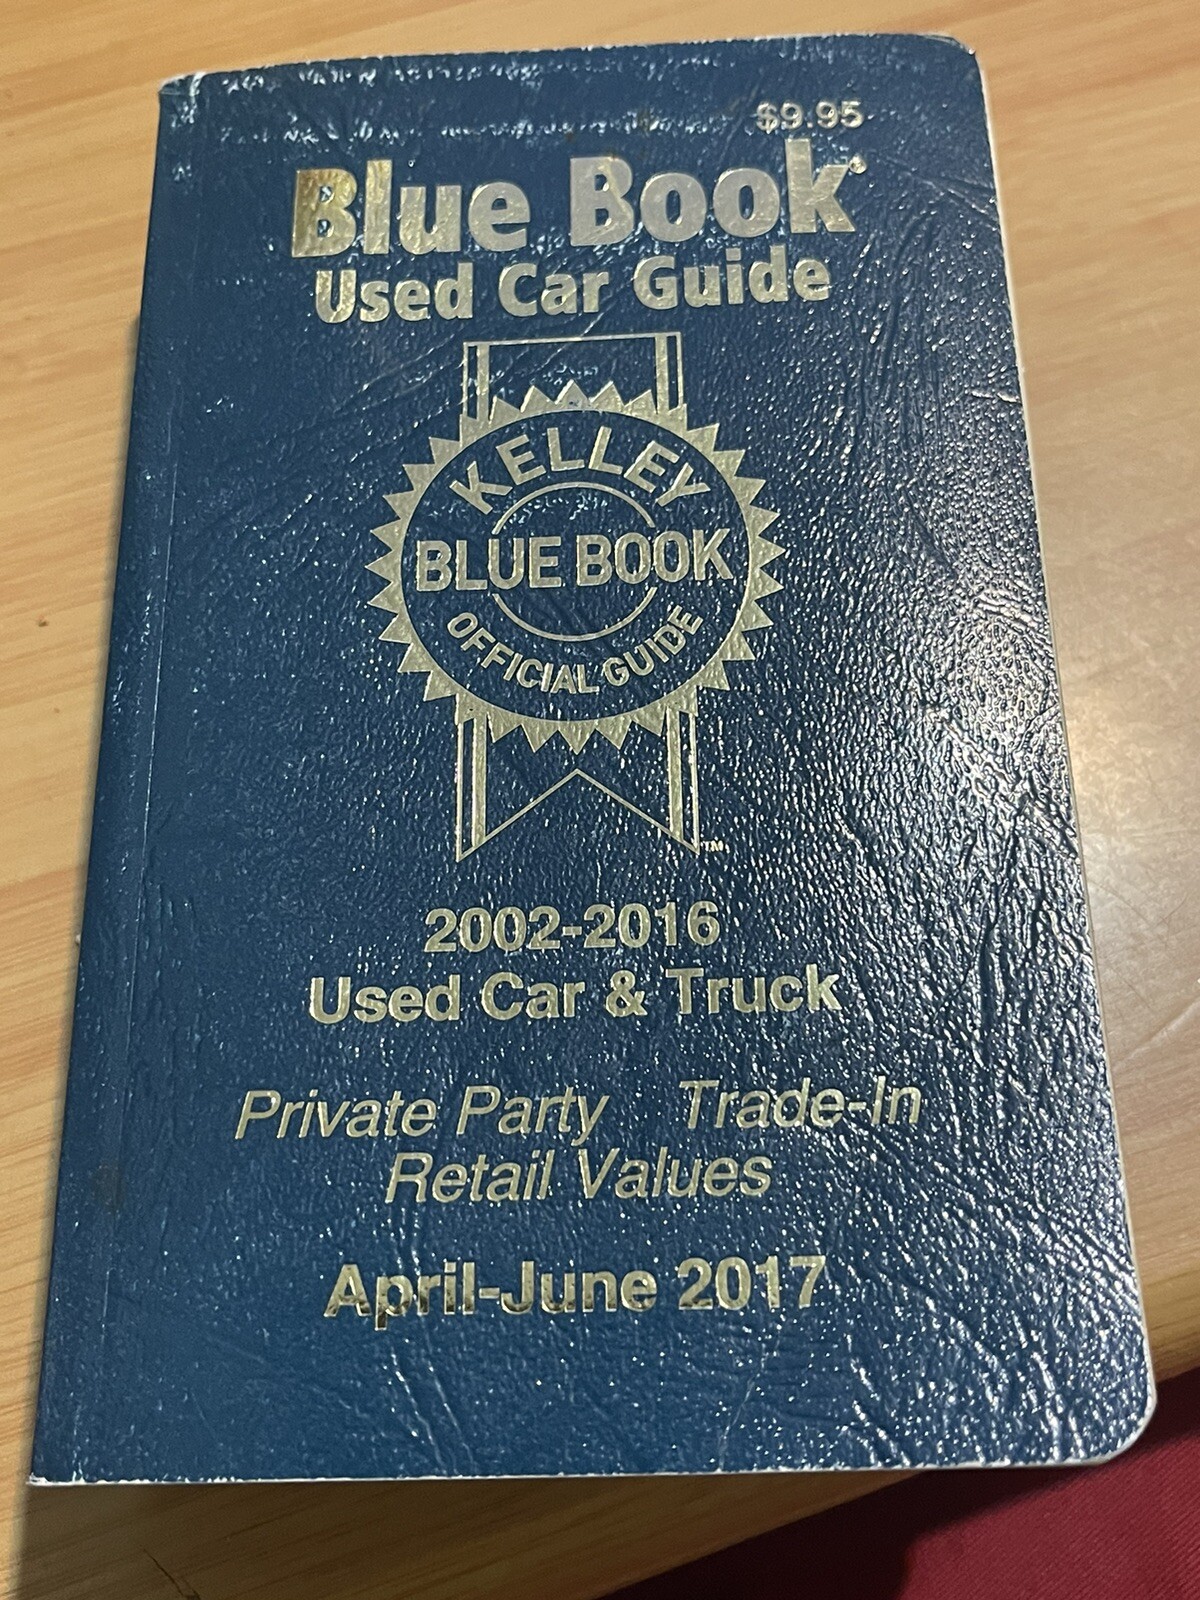 $9.95
Blue Book®
Used Car Guide
KELLEY
BLUE BOOK
OFFICIAL GUIDE
TM
2002-2016
Used Car & Truck
Private Party Trade-In
Retail Values
April-June 2017